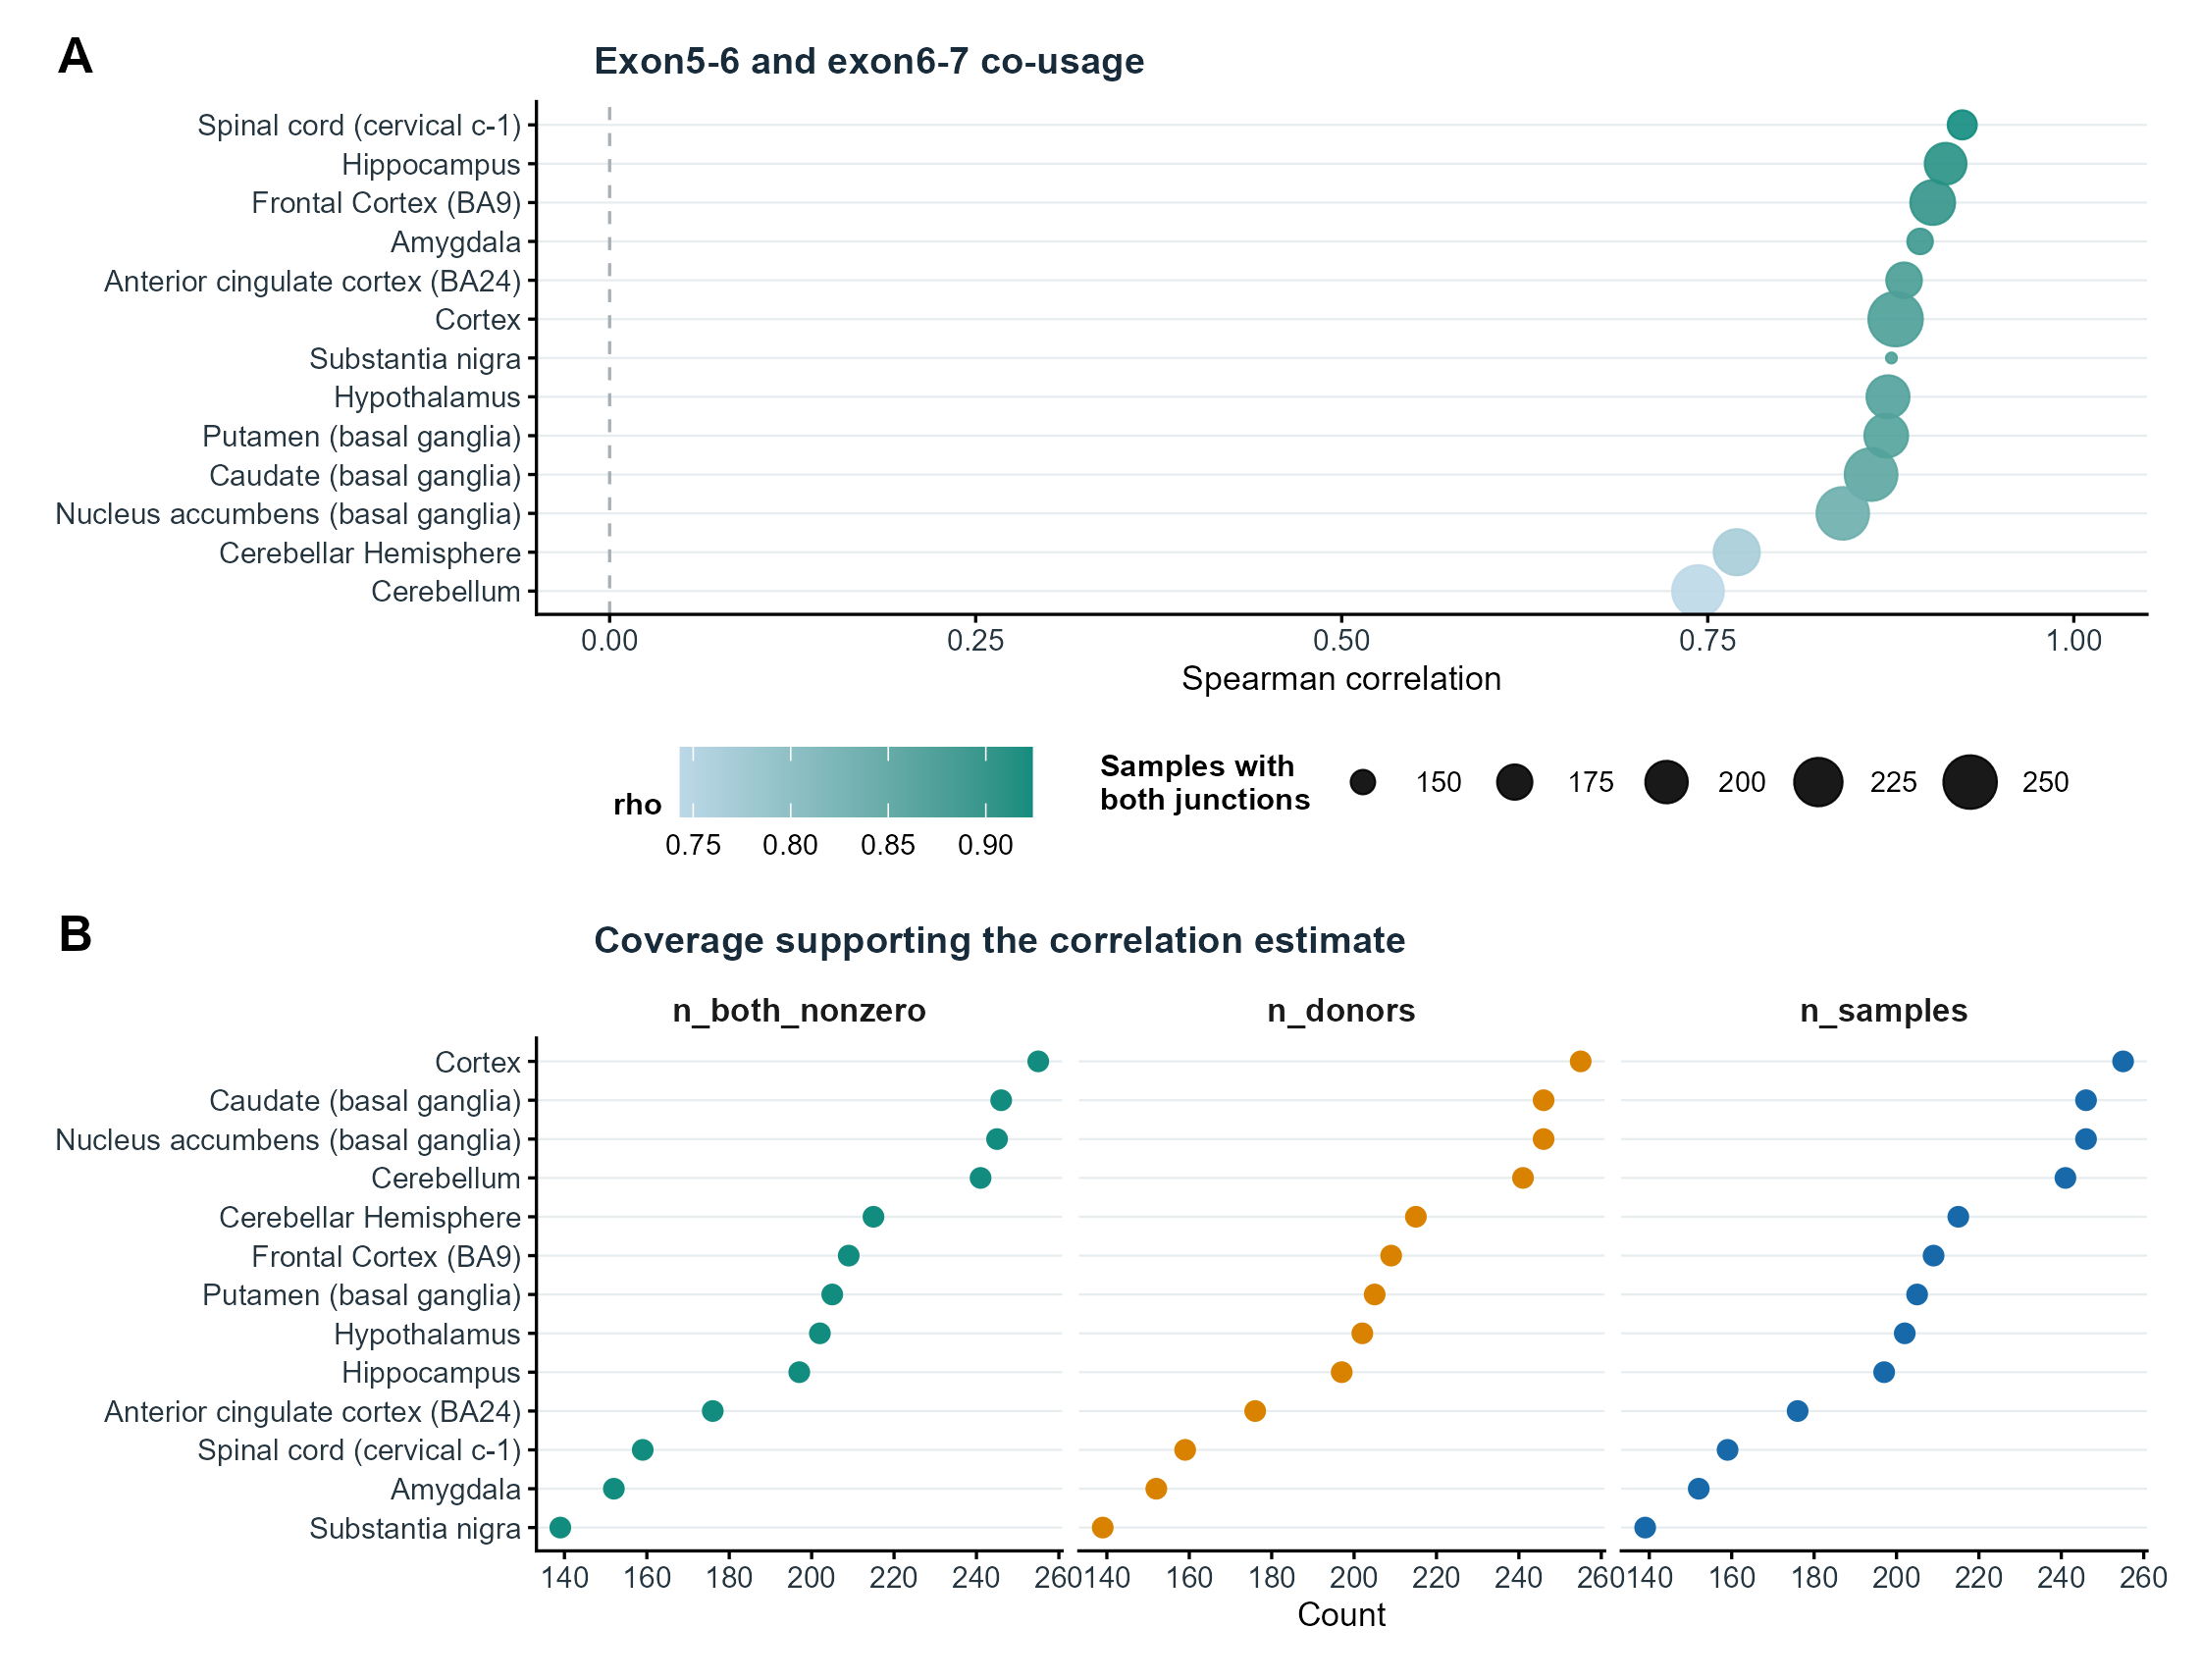 A
Exon5-6 and exon6-7 co-usage
Spinal cord (cervical c-1)
Hippocampus
Frontal Cortex (BA9)
Amygdala
Anterior cingulate cortex (BA24)
Cortex
Substantia nigra
Hypothalamus
Putamen (basal ganglia)
Caudate (basal ganglia)
Nucleus accumbens (basal ganglia)
Cerebellar Hemisphere
Cerebellum
0.00 0.25 0.50 0.75 1.00
Spearman correlation
rho
0.75 0.80 0.85 0.90
Samples with
both junctions
150 175 200 225 250
B
Coverage supporting the correlation estimate
n_both_nonzero n_donors n_samples
Cortex
Caudate (basal ganglia)
Nucleus accumbens (basal ganglia)
Cerebellum
Cerebellar Hemisphere
Frontal Cortex (BA9)
Putamen (basal ganglia)
Hypothalamus
Hippocampus
Anterior cingulate cortex (BA24)
Spinal cord (cervical c-1)
Amygdala
Substantia nigra
140 160 180 200 220 240 260 140 160 180 200 220 240 260 140 160 180 200 220 240 260
Count